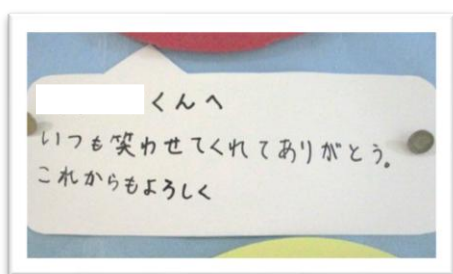 くんへ
いつも笑わせてくれてありがとう。
これからもよろしく